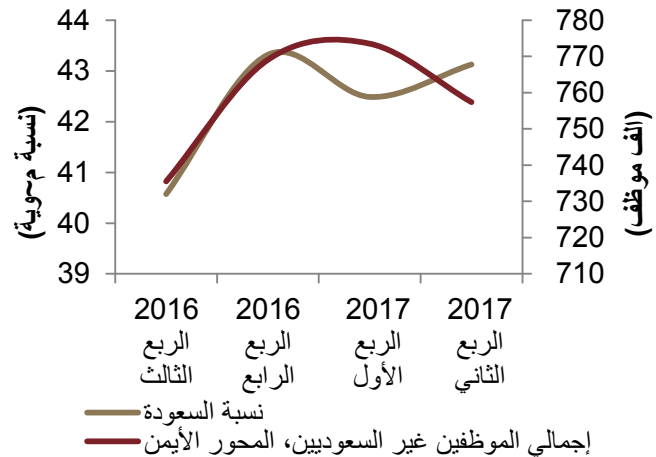 44
43
42
41
40
39
(نسبة مئوية)
780
770
760
750
740
730
720
710
(ألف موظف)
2016
الربع
الثالث
2016
الربع
الرابع
2017
الربع
الأول
2017
الربع
الثاني
نسبة السعودة
إجمالي الموظفين غير السعوديين، المحور الأيمن